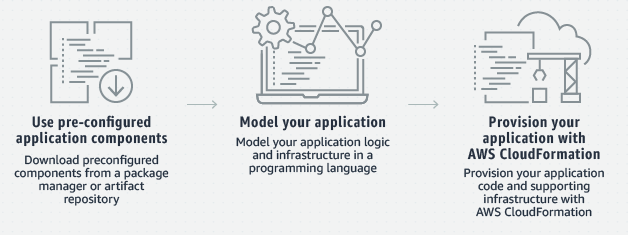 Use pre-configured
application components
Download preconfigured
components from a package
manager or artifact
repository
Model your application
Model your application logic
and infrastructure in a
programming language
Provision your
application with
AWS CloudFormation
Provision your application
code and supporting
infrastructure with
AWS CloudFormation